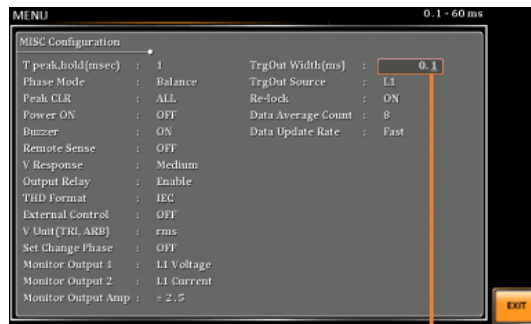 MENU 0.1 - 60 ms
MISC Configuration
T peak,hold(msec) : 1 TrgOut Width(ms) : 0.1
Phase Mode : Balance TrgOut Source : L1
Peak CLR : ALL Re-lock : ON
Power ON : OFF Data Average Count : 8
Buzzer : ON Data Update Rate : Fast
Remote Sense : OFF
V Response : Medium
Output Relay : Enable
THD Format : IEC
External Control : OFF
V Unit(TRI, ARB) : rms
Set Change Phase : OFF
Monitor Output 1 : L1 Voltage
Monitor Output 2 : L1 Current
Monitor Output Amp : ± 2.5
EXIT